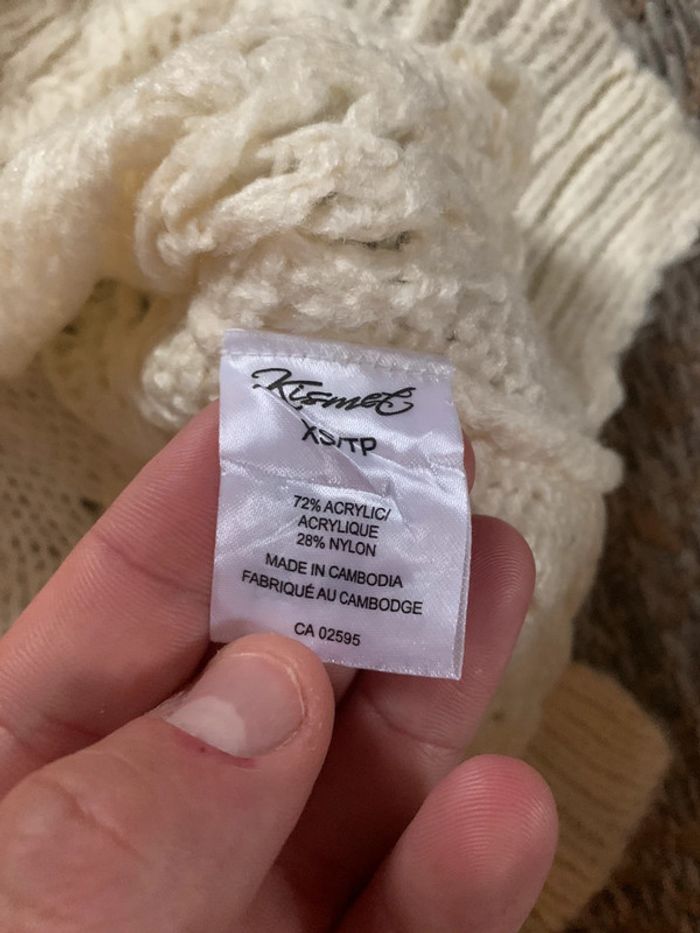 Kismet
XS/TP
72% ACRYLIC/
ACRYLIQUE
28% NYLON
MADE IN CAMBODIA
FABRIQUÉ AU CAMBODGE
CA 02595